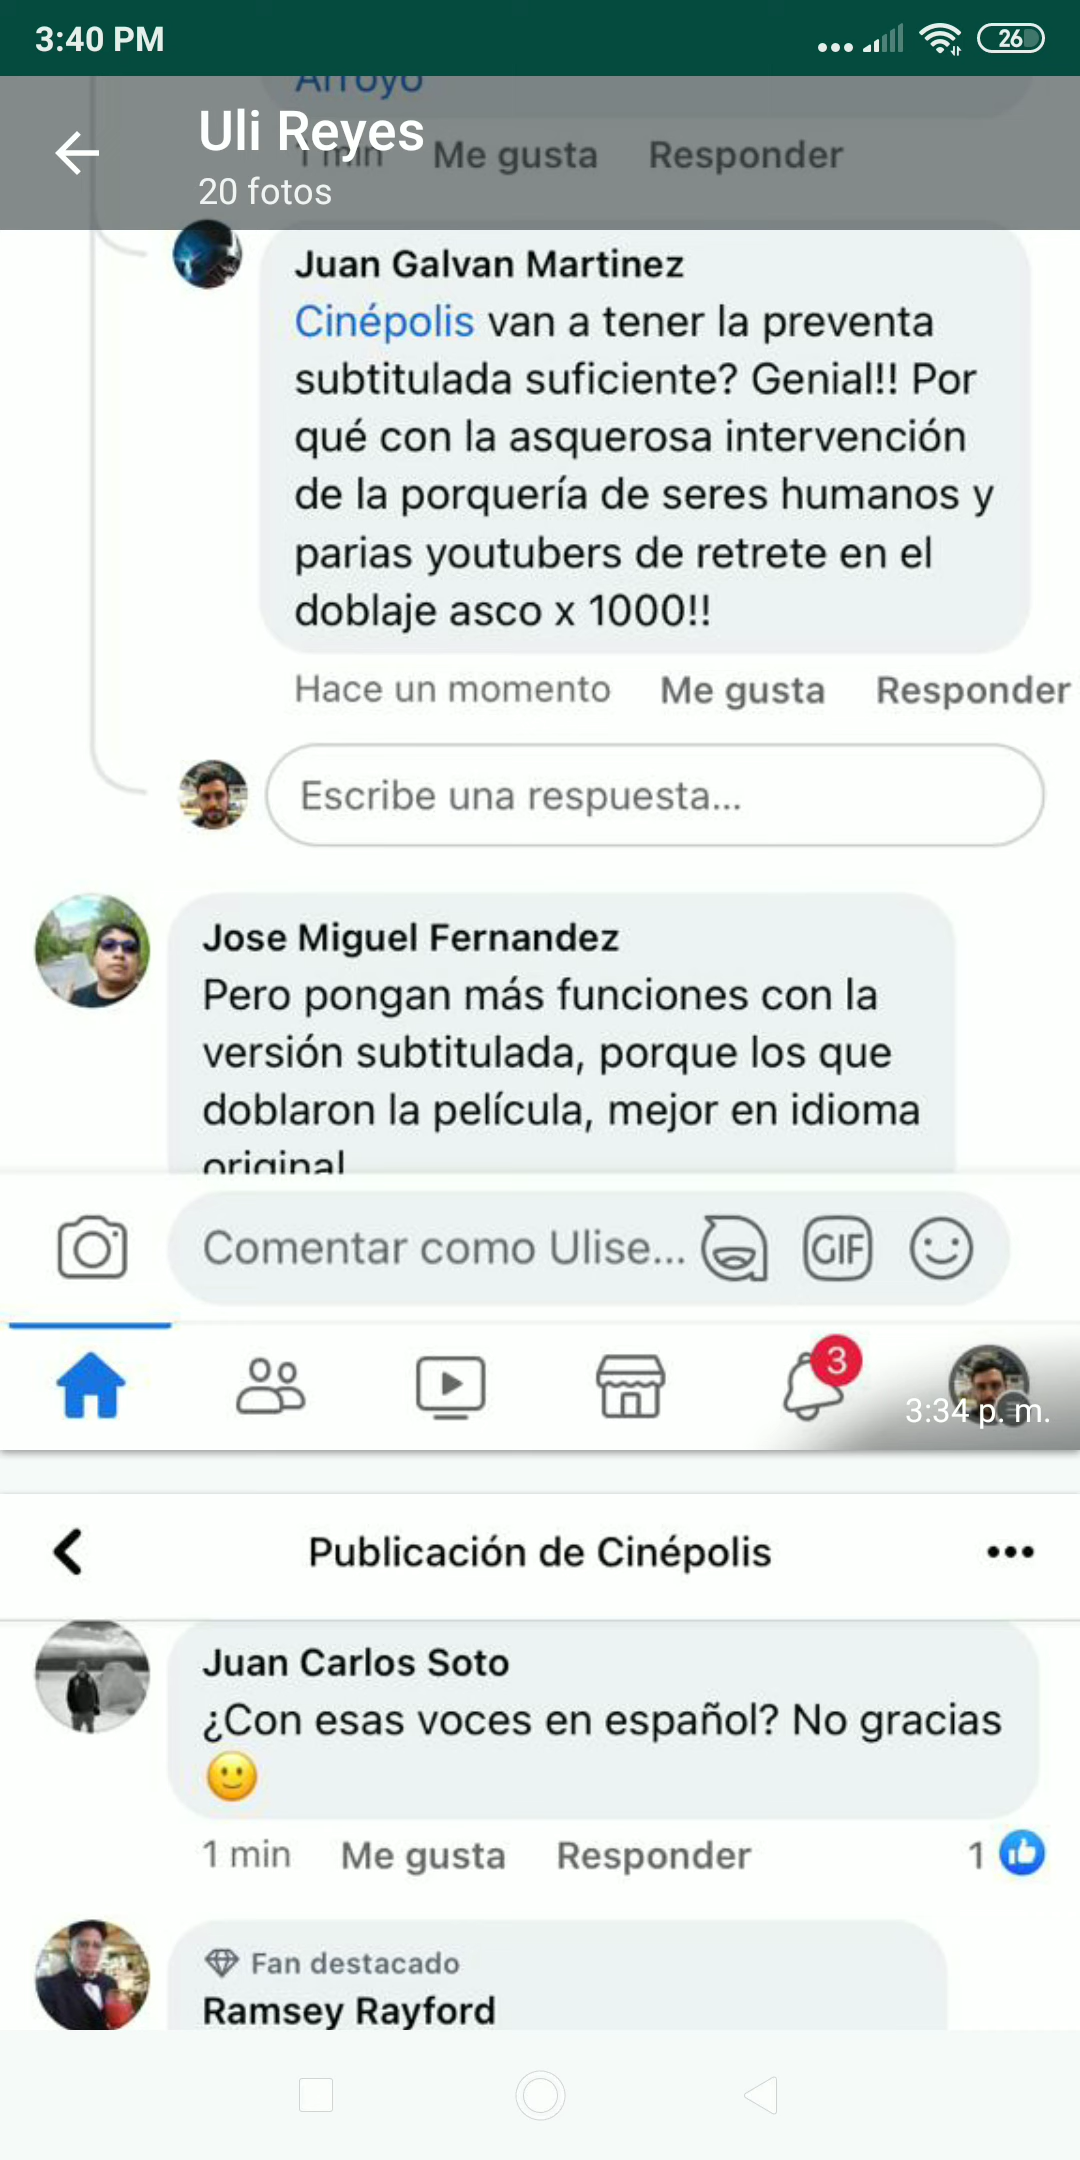 3:40 PM
26
Arroyo
Uli Reyes
1 min Me gusta Responder
20 fotos
Juan Galvan Martinez
Cinépolis van a tener la preventa
subtitulada suficiente? Genial!! Por
qué con la asquerosa intervención
de la porquería de seres humanos y
parias youtubers de retrete en el
doblaje asco x 1000!!
Hace un momento Me gusta Responder
Escribe una respuesta...
Jose Miguel Fernandez
Pero pongan más funciones con la
versión subtitulada, porque los que
doblaron la película, mejor en idioma
original
Comentar como Ulise... GIF
3
3:34 p. m.
Publicación de Cinépolis
Juan Carlos Soto
¿Con esas voces en español? No gracias
1 min Me gusta Responder 1
Fan destacado
Ramsey Rayford